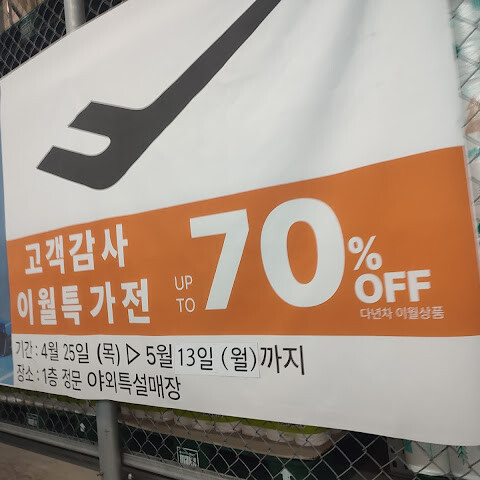 고객감사
이월특가전
UP TO 70% OFF
다년차 이월상품
기간 : 4월 25일 (목) ▷ 5월 13일 (월)까지
장소 : 1층 정문 야외특설매장